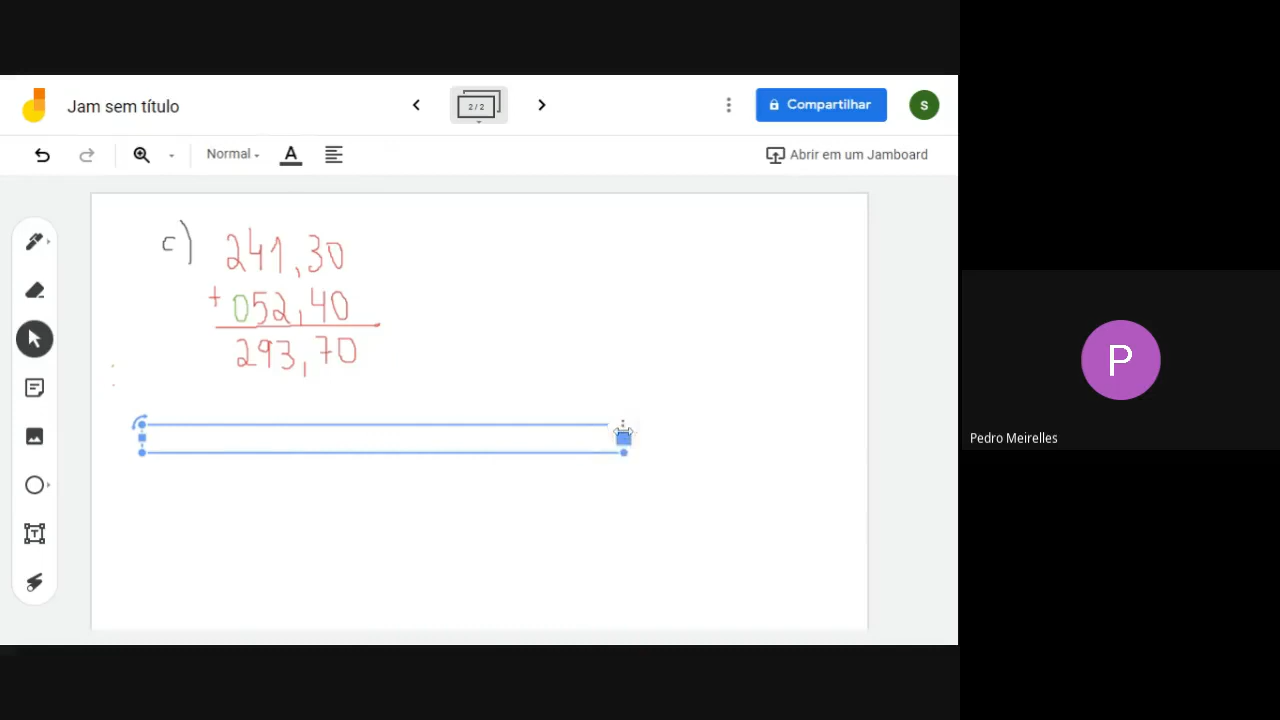 Jam sem título
2 / 2
Compartilhar
S
Normal
A
Abrir em um Jamboard
c) 241,30
+ 052,40
293,70
T
P
Pedro Meirelles